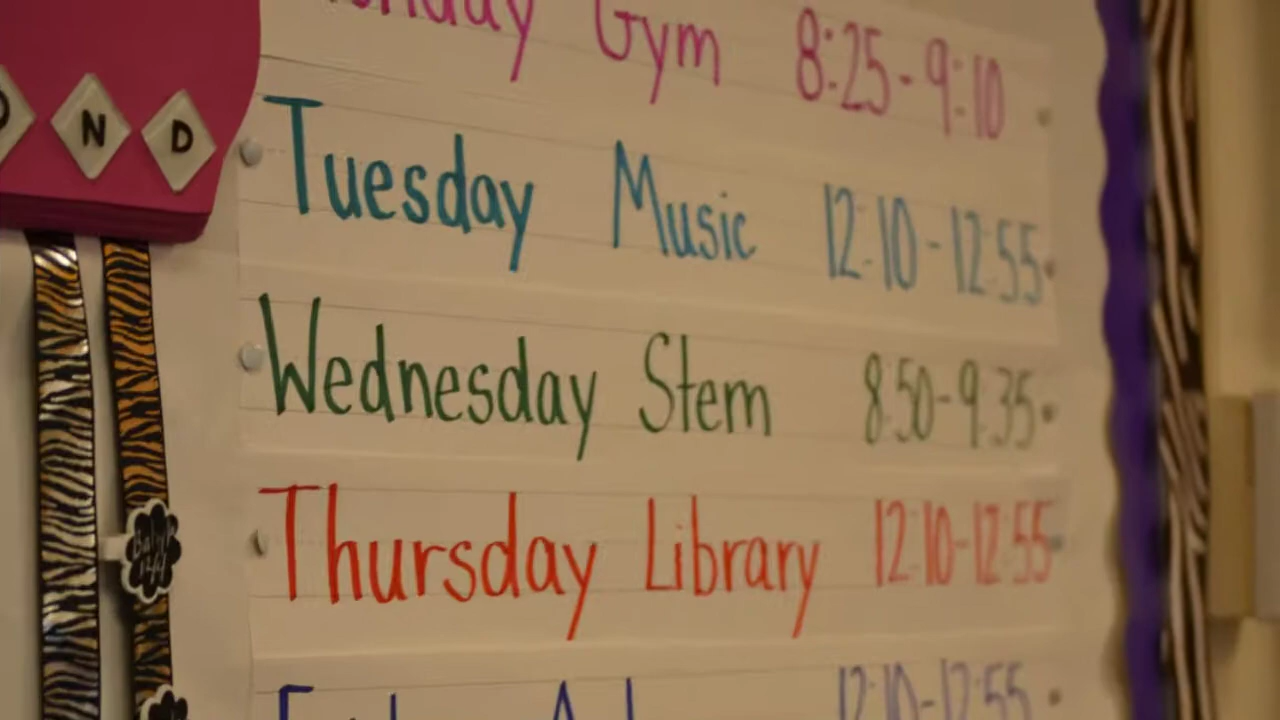 Gym 8:25-9:10
N D
Tuesday Music 12:10-12:55
Wednesday Stem 8:50-9:35
Thursday Library 12:10-12:55
12:10-12:55